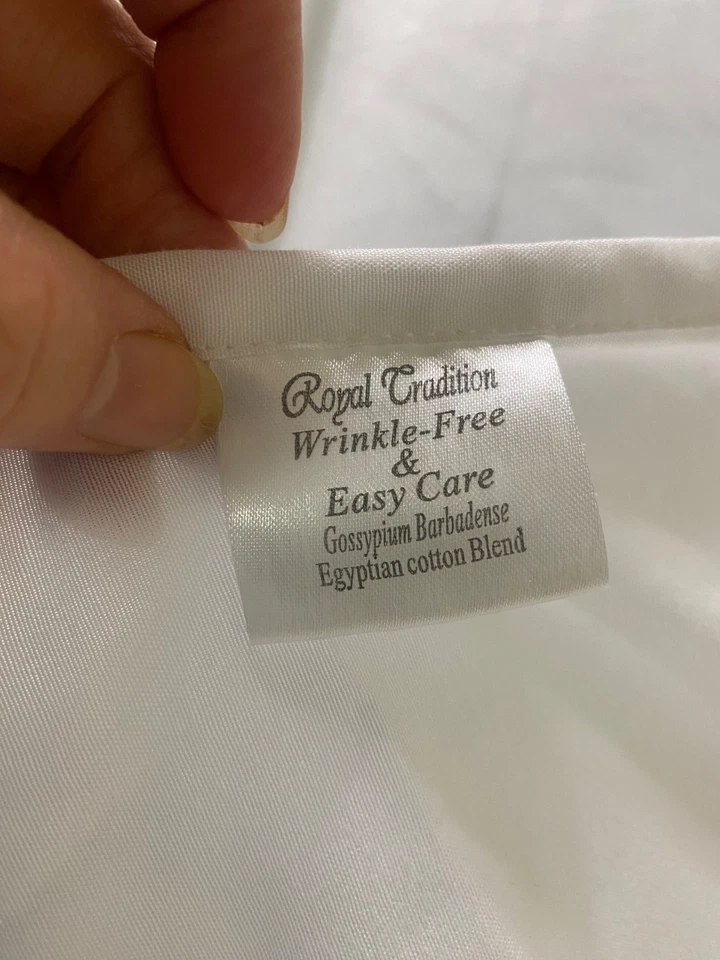 Royal Tradition
Wrinkle-Free
&
Easy Care
Gossypium Barbadense
Egyptian cotton Blend